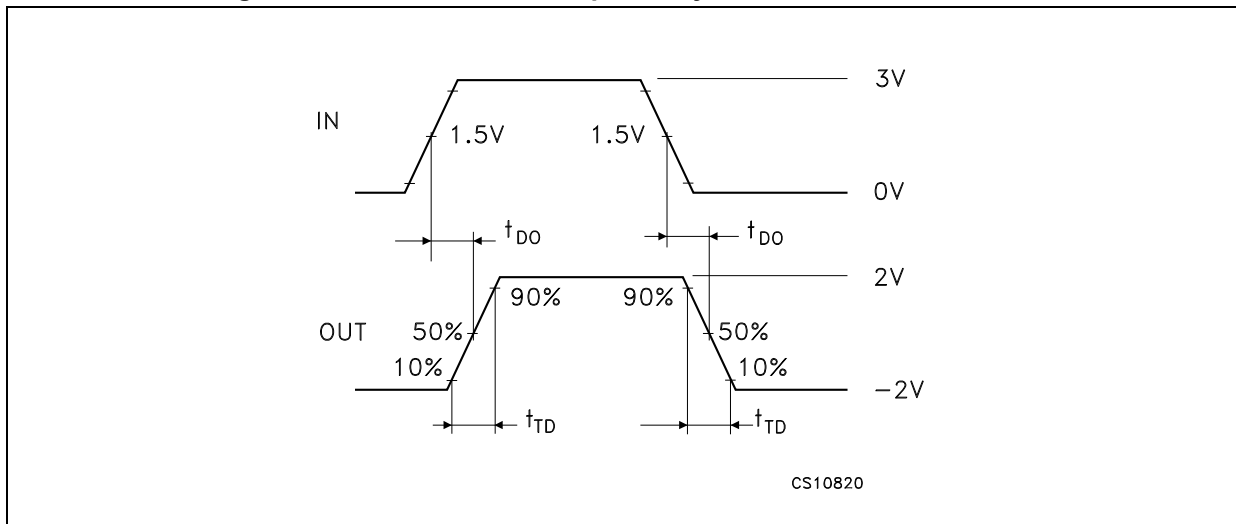 3V
IN
1.5V 1.5V
0V
tDO tDO
2V
90% 90%
OUT 50% 50%
10% 10%
-2V
tTD tTD
CS10820